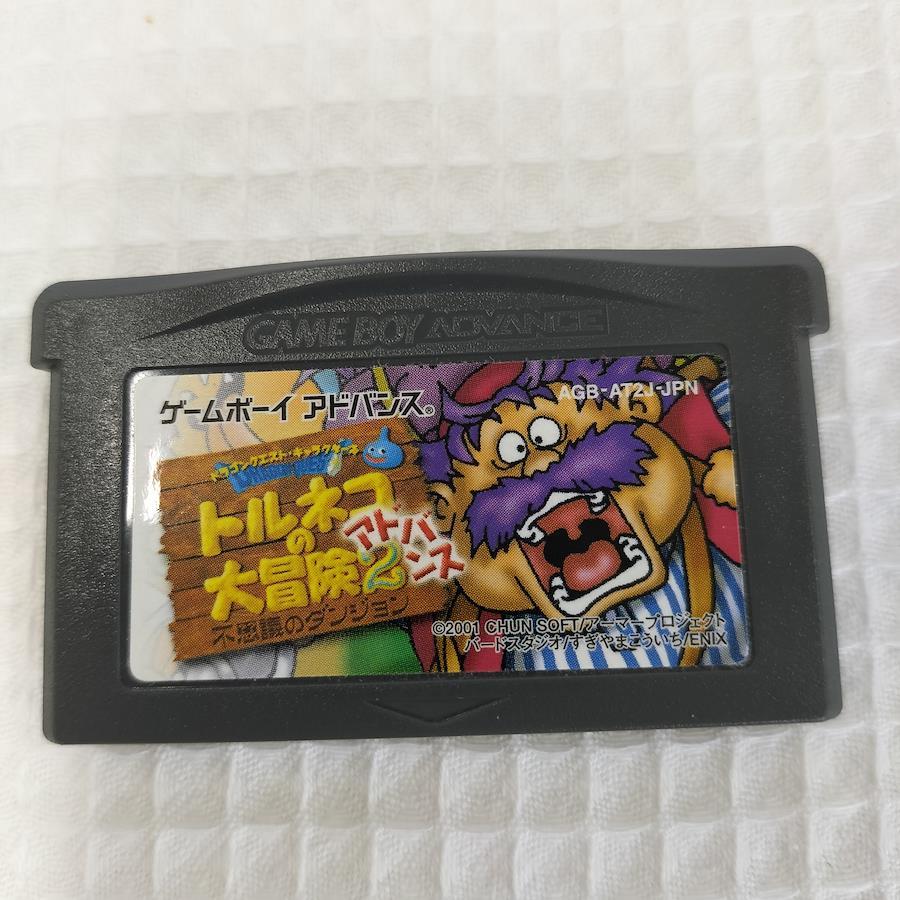 GAME BOY ADVANCE
ゲームボーイ アドバンス®
AGB-AT2J-JPN
ドラゴンクエスト・キャラクターズ
トルネコ
の
大冒険2
アドバンス
不思議のダンジョン
©2001 CHUN SOFT/アーマープロジェクト
バードスタジオ/すぎやまこういち/ENIX